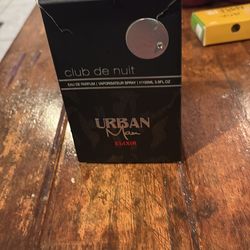 club de nuit
EAU DE PARFUM | VAPORISATEUR SPRAY | 105ML 3.6FL.OZ
URBAN
Man
ELIXIR